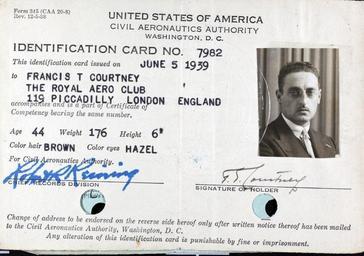 Form 315 (CAA 20-8)
Rev. 12-5-38
UNITED STATES OF AMERICA
CIVIL AERONAUTICS AUTHORITY
WASHINGTON, D. C.
IDENTIFICATION CARD NO. 7982
This identification card issued on JUNE 5 1939
to FRANCIS T COURTNEY
THE ROYAL AERO CLUB
119 PICCADILLY LONDON ENGLAND
accompanies and is a part of Certificate of
Competency bearing the same number.
Age 44 Weight 176 Height 6"
Color hair BROWN Color eyes HAZEL
For Civil Aeronautics Authority.
CHIEF RECORDS DIVISION
F. T. Courtney
SIGNATURE OF HOLDER
Change of address to be endorsed on the reverse side hereof only after written notice thereof has been mailed
to the Civil Aeronautics Authority, Washington, D. C.
Any alteration of this identification card is punishable by fine or imprisonment.